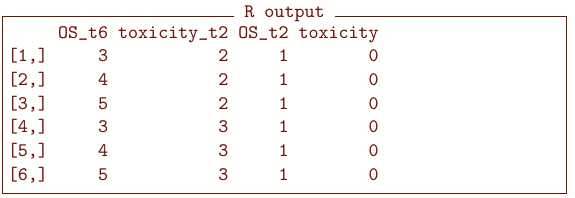 R output
OS_t6 toxicity_t2 OS_t2 toxicity
[1,] 3 2 1 0
[2,] 4 2 1 0
[3,] 5 2 1 0
[4,] 3 3 1 0
[5,] 4 3 1 0
[6,] 5 3 1 0